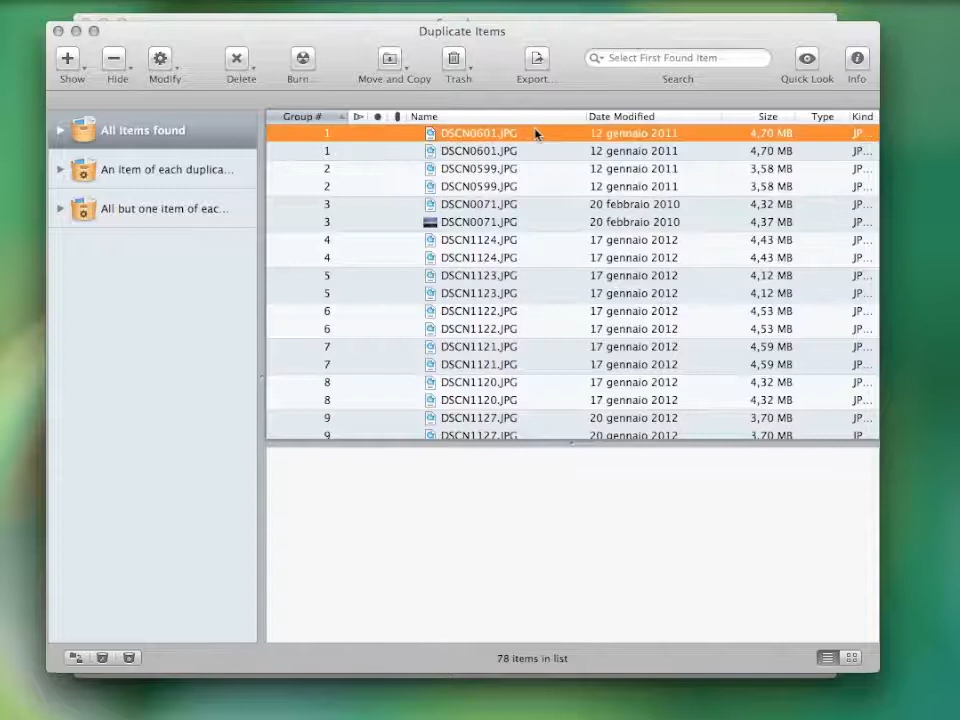 Duplicate Items
Show Hide Modify Delete Burn... Move and Copy Trash Export... Select First Found Item Search Quick Look Info
Group # Name Date Modified Size Type Kind
All items found
An item of each duplica...
All but one item of eac...
1 DSCN0601.JPG 12 gennaio 2011 4,70 MB JP...
1 DSCN0601.JPG 12 gennaio 2011 4,70 MB JP...
2 DSCN0599.JPG 12 gennaio 2011 3,58 MB JP...
2 DSCN0599.JPG 12 gennaio 2011 3,58 MB JP...
3 DSCN0071.JPG 20 febbraio 2010 4,32 MB JP...
3 DSCN0071.JPG 20 febbraio 2010 4,37 MB JP...
4 DSCN1124.JPG 17 gennaio 2012 4,43 MB JP...
4 DSCN1124.JPG 17 gennaio 2012 4,43 MB JP...
5 DSCN1123.JPG 17 gennaio 2012 4,12 MB JP...
5 DSCN1123.JPG 17 gennaio 2012 4,12 MB JP...
6 DSCN1122.JPG 17 gennaio 2012 4,53 MB JP...
6 DSCN1122.JPG 17 gennaio 2012 4,53 MB JP...
7 DSCN1121.JPG 17 gennaio 2012 4,59 MB JP...
7 DSCN1121.JPG 17 gennaio 2012 4,59 MB JP...
8 DSCN1120.JPG 17 gennaio 2012 4,32 MB JP...
8 DSCN1120.JPG 17 gennaio 2012 4,32 MB JP...
9 DSCN1127.JPG 20 gennaio 2012 3,70 MB JP...
9 DSCN1127.JPG 20 gennaio 2012 3,70 MB JP...
78 items in list